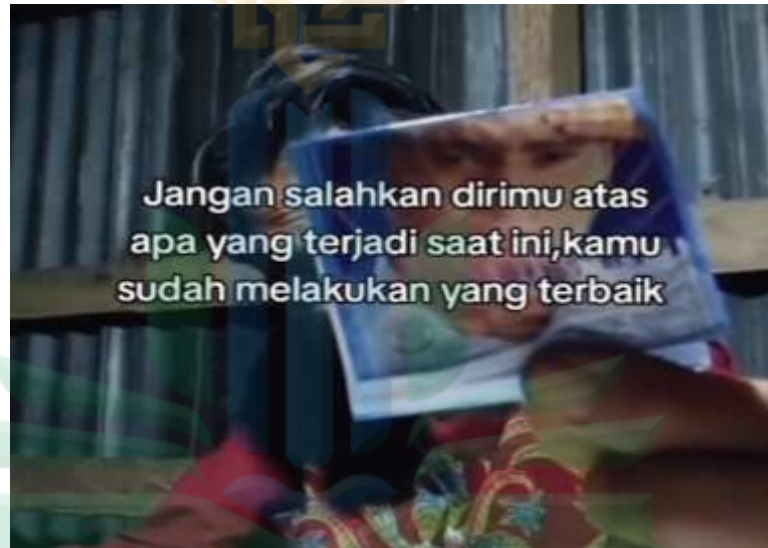 Jangan salahkan dirimu atas
apa yang terjadi saat ini,kamu
sudah melakukan yang terbaik